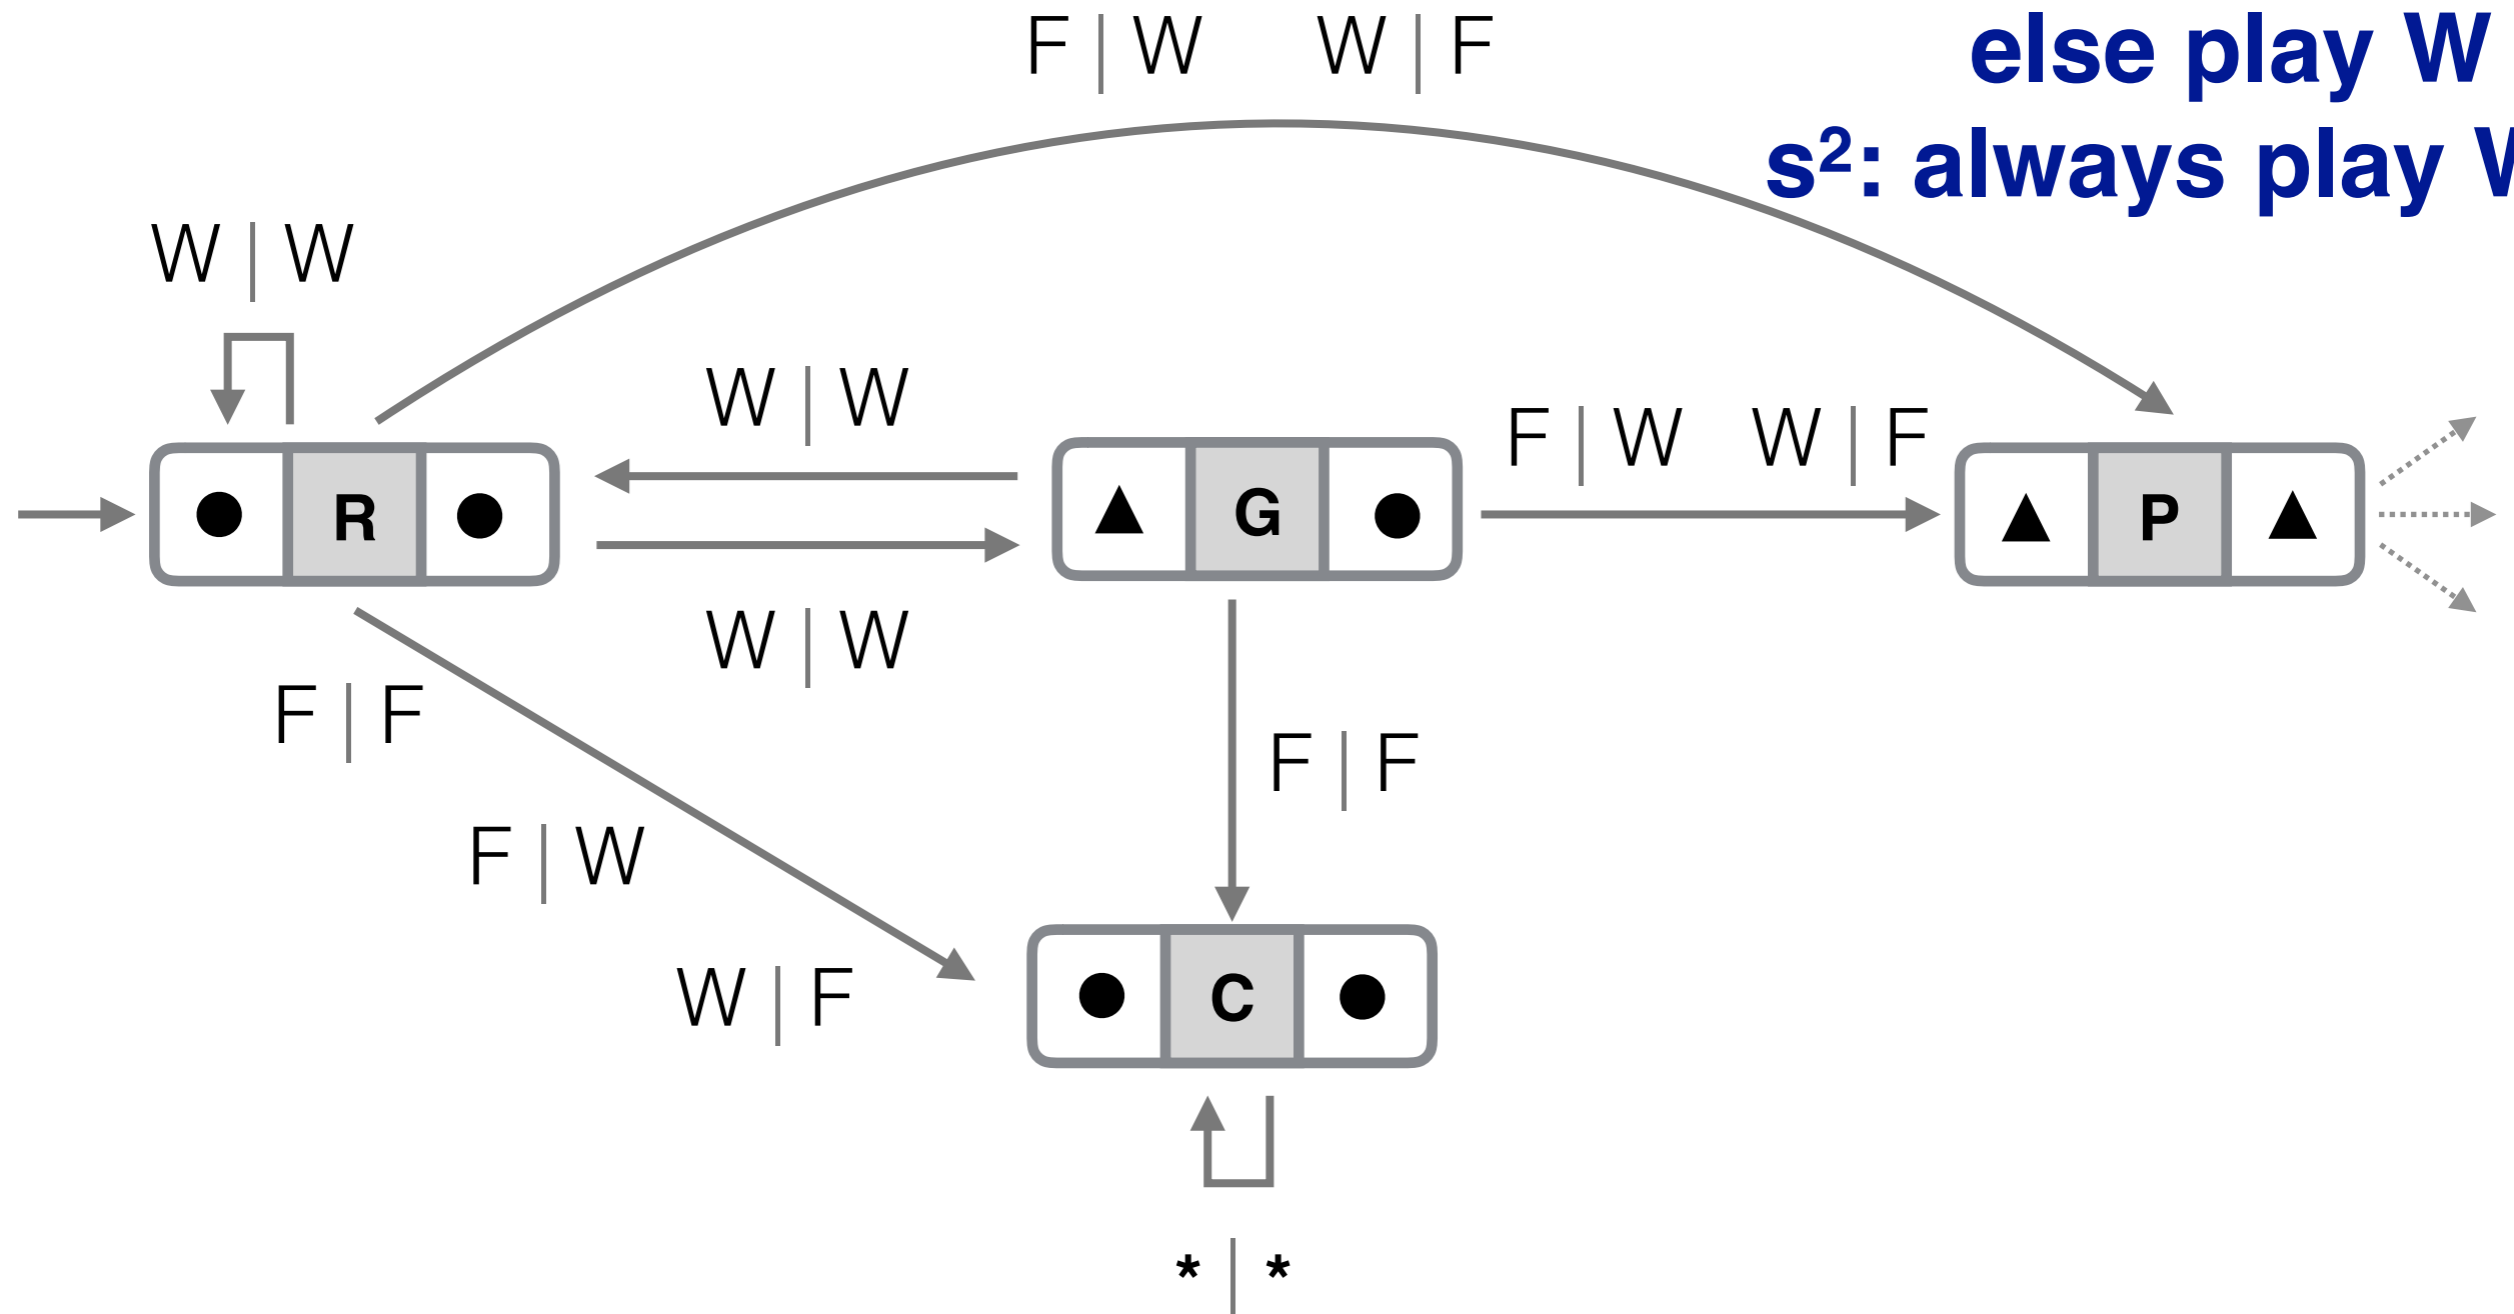 F | W W | F
else play W
s²: always play W
W | W
W | W
F | W W | F
R
G
P
W | W
F | F
F | F
F | W
W | F
C
* | *